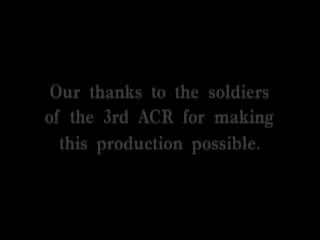 Our thanks to the soldiers
of the 3rd ACR for making
this production possible.